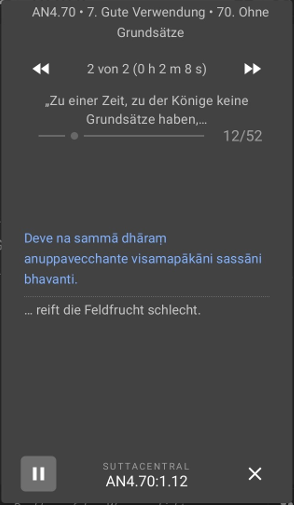 AN4.70 • 7. Gute Verwendung • 70. Ohne
Grundsätze
2 von 2 (0 h 2 m 8 s)
„Zu einer Zeit, zu der Könige keine
Grundsätze haben,…
12/52
Deve na sammā dhāraṃ
anuppavecchante visamapākāni sassāni
bhavanti.
… reift die Feldfrucht schlecht.
SUTTACENTRAL
AN4.70:1.12